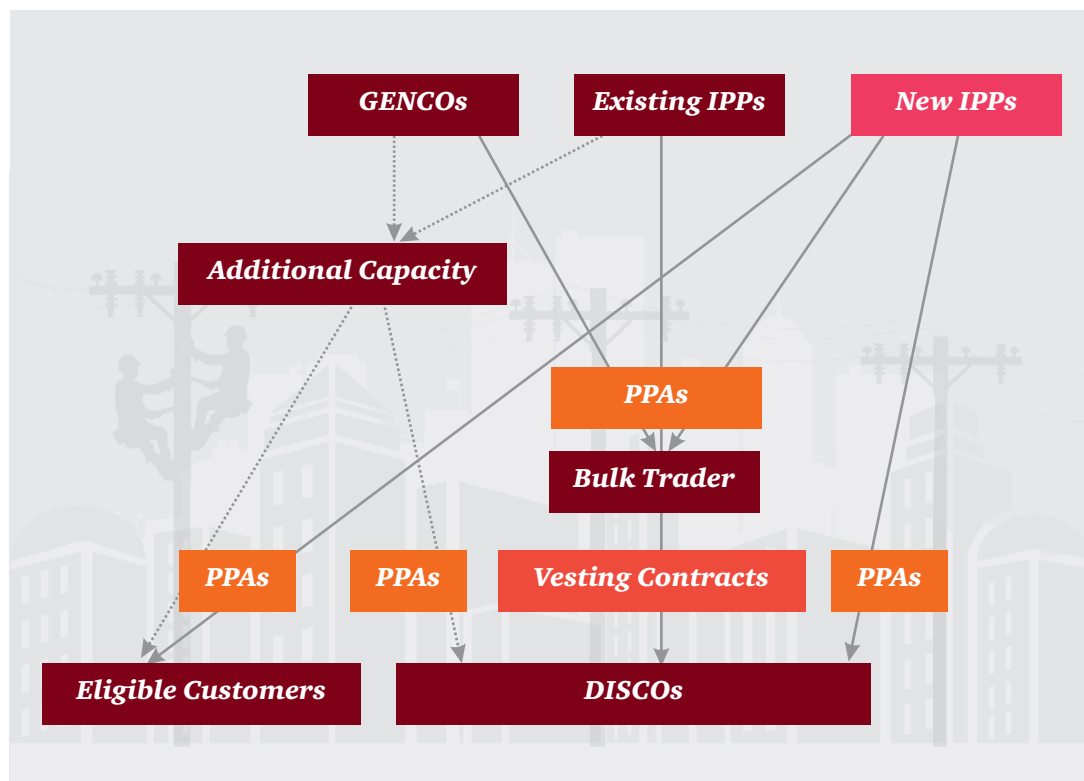 GENCOs
Existing IPPs
New IPPs
Additional Capacity
PPAs
Bulk Trader
PPAs
PPAs
Vesting Contracts
PPAs
Eligible Customers
DISCOs